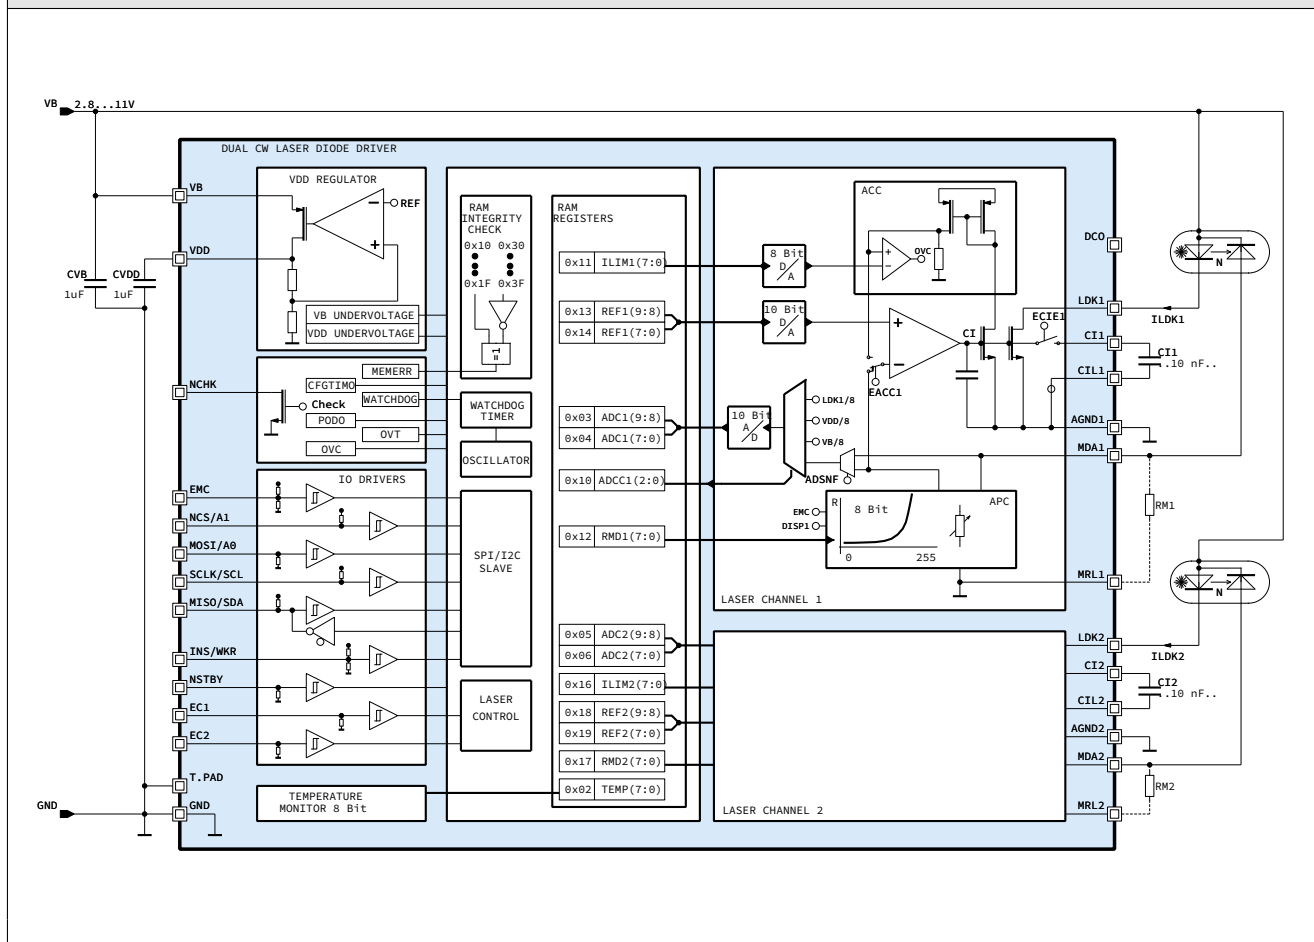 VB 2.8...11V
DUAL CW LASER DIODE DRIVER
VB
VDD
CVB
1uF
CVDD
1uF
NCHK
EMC
NCS/A1
MOSI/A0
SCLK/SCL
MISO/SDA
INS/WKR
NSTBY
EC1
EC2
T.PAD
GND
GND
VDD REGULATOR
REF
VB UNDERVOLTAGE
VDD UNDERVOLTAGE
MEMERR
CFGTIMO
WATCHDOG
Check
PODO
OVT
OVC
IO DRIVERS
TEMPERATURE
MONITOR 8 Bit
RAM
INTEGRITY
CHECK
0x10 0x30
0x1F 0x3F
=1
WATCHDOG
TIMER
OSCILLATOR
SPI/I2C
SLAVE
LASER
CONTROL
RAM
REGISTERS
0x11 ILIM1(7:0)
0x13 REF1(9:8)
0x14 REF1(7:0)
0x03 ADC1(9:8)
0x04 ADC1(7:0)
0x10 ADCC1(2:0)
0x12 RMD1(7:0)
0x05 ADC2(9:8)
0x06 ADC2(7:0)
0x16 ILIM2(7:0)
0x18 REF2(9:8)
0x19 REF2(7:0)
0x17 RMD2(7:0)
0x02 TEMP(7:0)
8 Bit
D
A
10 Bit
D
A
10 Bit
A
D
ACC
OVC
CI
ECIE1
EACC1
LDK1/8
VDD/8
VB/8
ADSNF
EMC
DISP1
R
8 Bit
APC
0
255
LASER CHANNEL 1
LASER CHANNEL 2
DCO
LDK1
CI1
CIL1
AGND1
MDA1
MRL1
LDK2
CI2
CIL2
AGND2
MDA2
MRL2
N
ILDK1
CI1
..10 nF..
RM1
N
ILDK2
CI2
..10 nF..
RM2